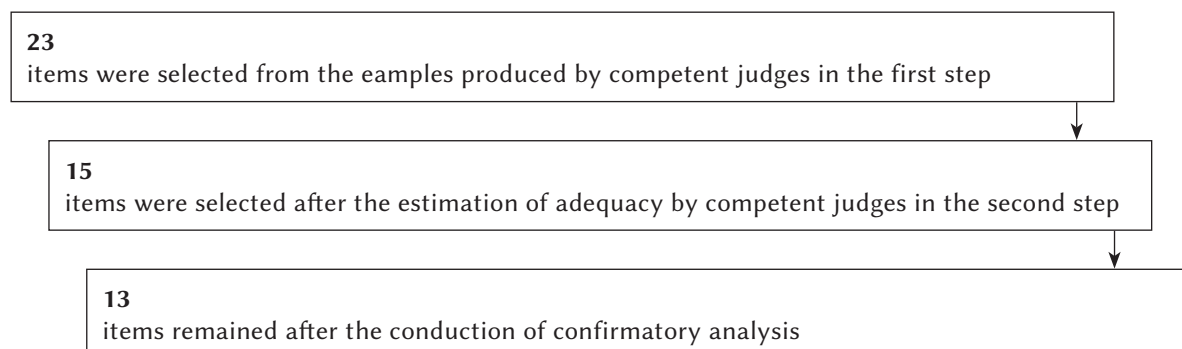 23
items were selected from the eamples produced by competent judges in the first step
15
items were selected after the estimation of adequacy by competent judges in the second step
13
items remained after the conduction of confirmatory analysis